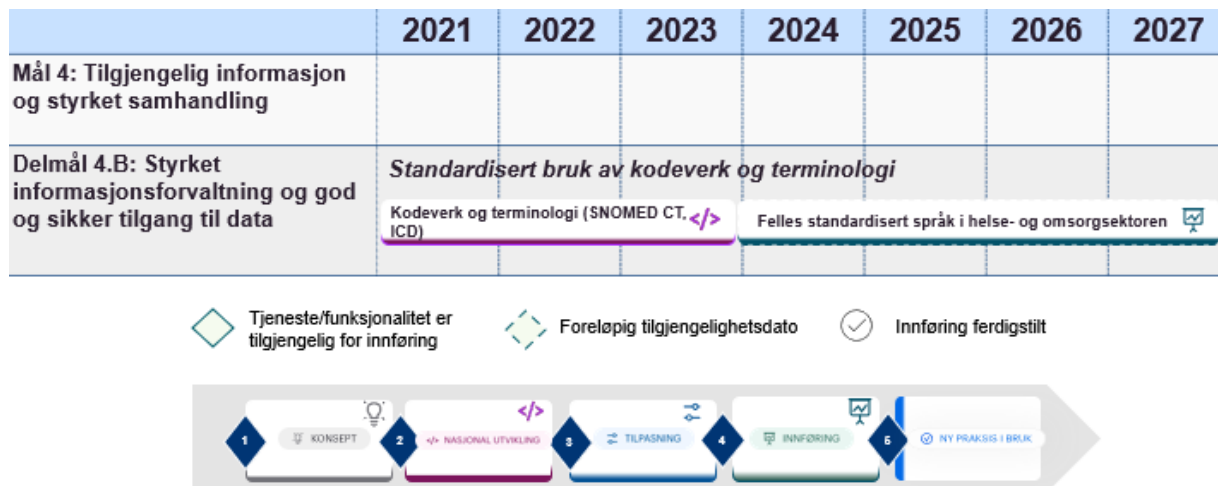 2021 2022 2023 2024 2025 2026 2027
Mål 4: Tilgjengelig informasjon
og styrket samhandling
Delmål 4.B: Styrket
informasjonsforvaltning og god
og sikker tilgang til data
Standardisert bruk av kodeverk og terminologi
Kodeverk og terminologi (SNOMED CT,
ICD)
</>
Felles standardisert språk i helse- og omsorgsektoren
Tjeneste/funksjonalitet er
tilgjengelig for innføring
Foreløpig tilgjengelighetsdato
Innføring ferdigstilt
1 KONSEPT 2 </> </> NASJONAL UTVIKLING 3 TILPASNING 4 INNFØRING 5 NY PRAKSIS I BRUK